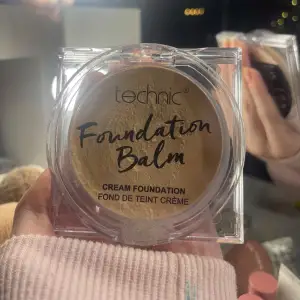 technic
Foundation
Balm
CREAM FOUNDATION
FOND DE TEINT CRÈME